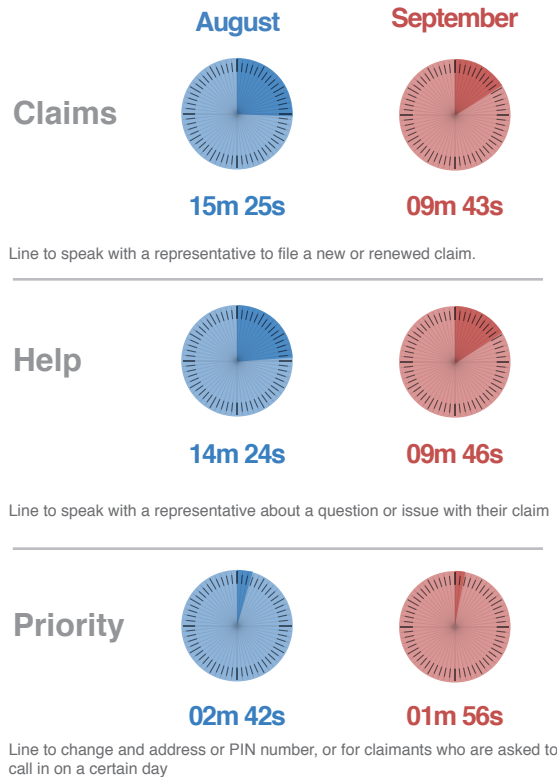 August September
Claims
15m 25s 09m 43s
Line to speak with a representative to file a new or renewed claim.
Help
14m 24s 09m 46s
Line to speak with a representative about a question or issue with their claim
Priority
02m 42s 01m 56s
Line to change and address or PIN number, or for claimants who are asked to
call in on a certain day